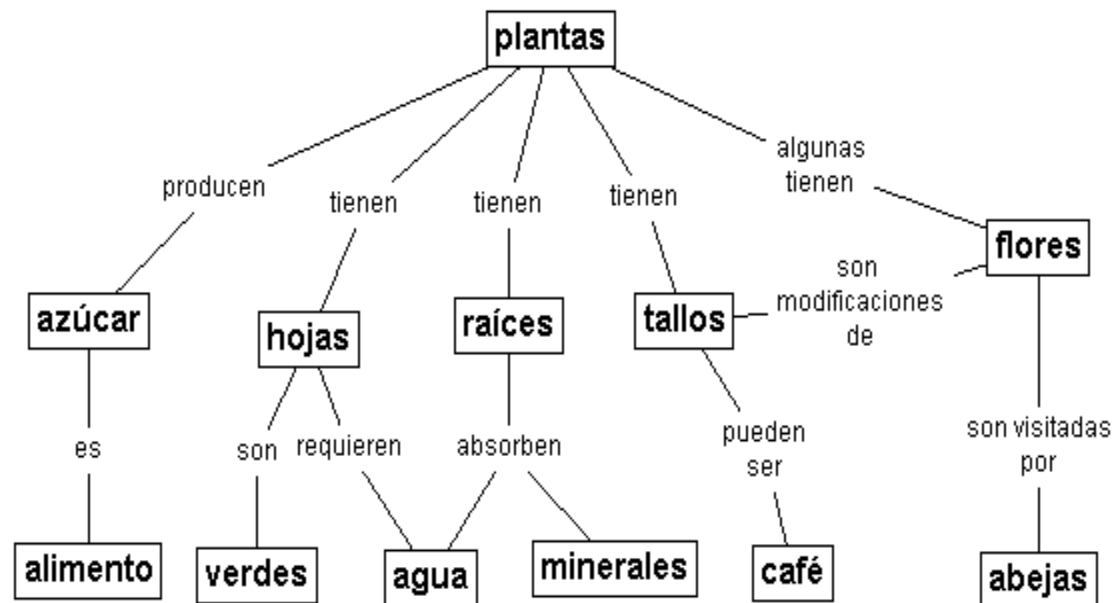 plantas
algunas
tienen
producen
tienen
tienen
tienen
flores
son
modificaciones
de
azúcar
hojas
raíces
tallos
es
son
requieren
absorben
pueden
ser
son visitadas
por
alimento
verdes
agua
minerales
café
abejas